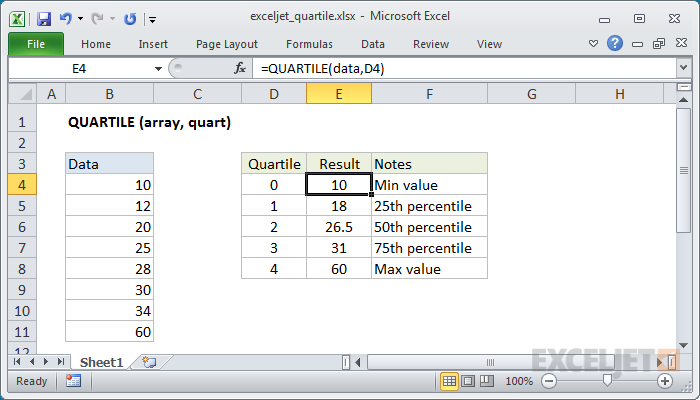 exceljet_quartile.xlsx - Microsoft Excel
File Home Insert Page Layout Formulas Data Review View
E4 fx =QUARTILE(data,D4)
A B C D E F G H
1 QUARTILE (array, quart)
2
3 Data Quartile Result Notes
4 10 0 10 Min value
5 12 1 18 25th percentile
6 20 2 26.5 50th percentile
7 25 3 31 75th percentile
8 28 4 60 Max value
9 30
10 34
11 60
12
Sheet1
EXCELJET
Ready 100%